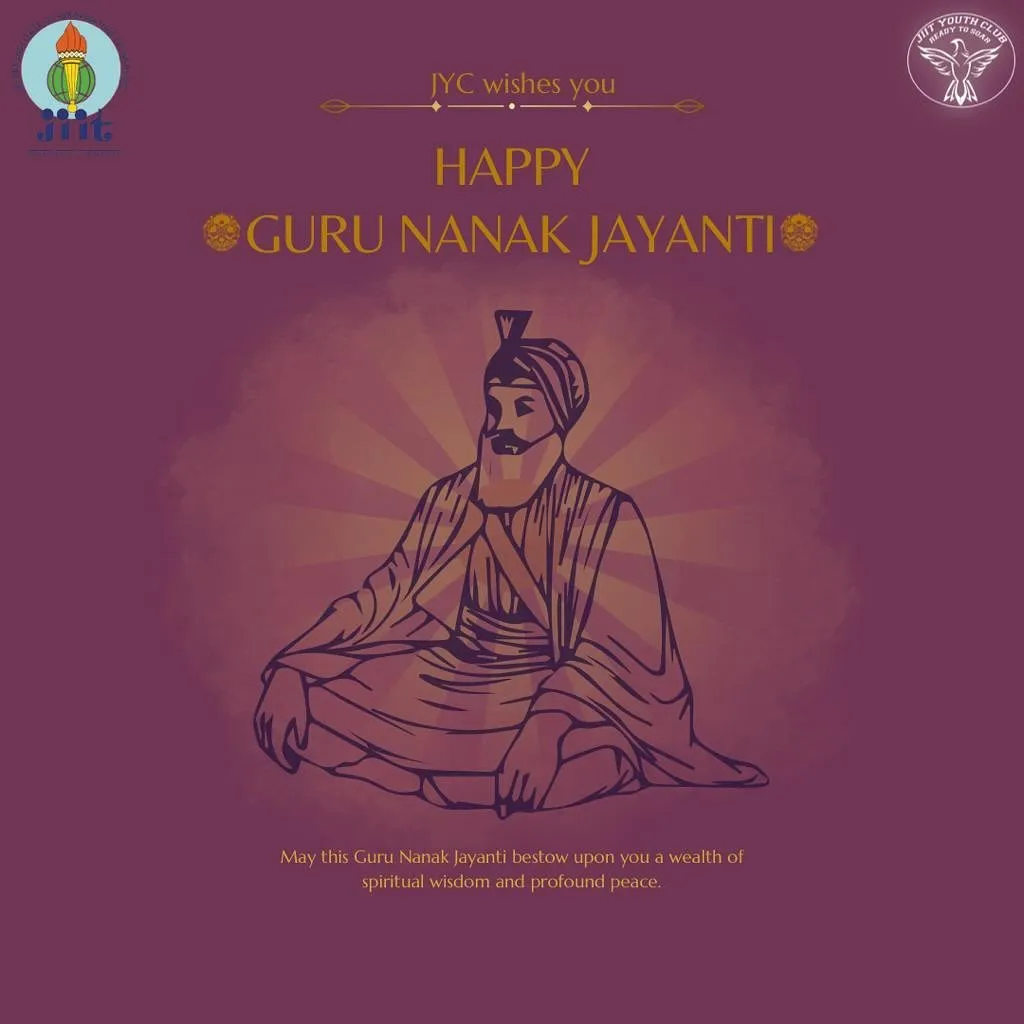 jiit
JIIT YOUTH CLUB
READY TO SOAR
JYC wishes you
HAPPY
GURU NANAK JAYANTI
May this Guru Nanak Jayanti bestow upon you a wealth of
spiritual wisdom and profound peace.